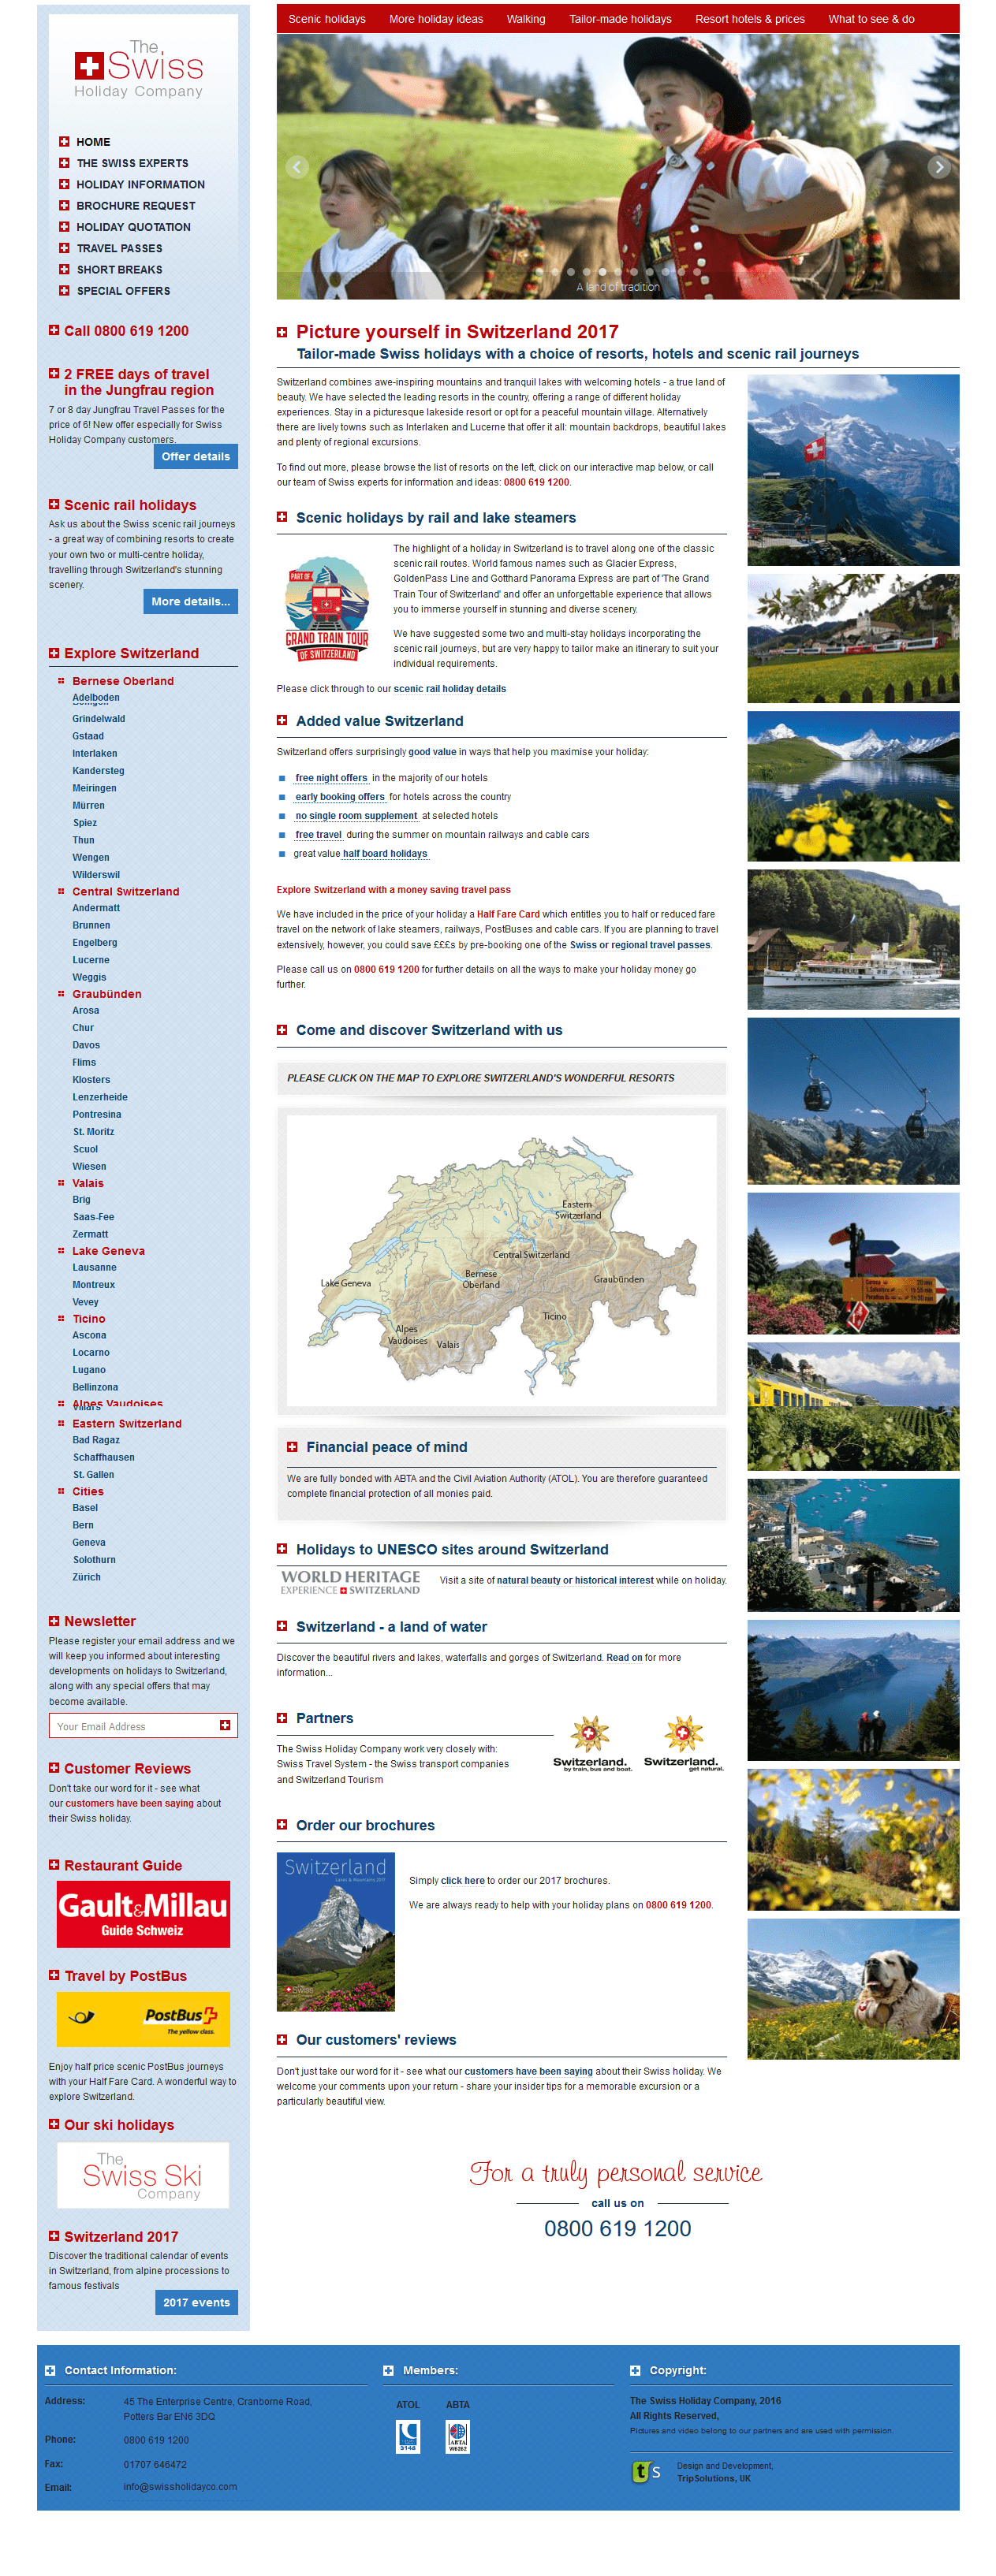 The
Swiss
Holiday Company
HOME
THE SWISS EXPERTS
HOLIDAY INFORMATION
BROCHURE REQUEST
HOLIDAY QUOTATION
TRAVEL PASSES
SHORT BREAKS
SPECIAL OFFERS
Call 0800 619 1200
2 FREE days of travel
in the Jungfrau region
7 or 8 day Jungfrau Travel Passes for the
price of 6! New offer especially for Swiss
Holiday Company customers.
Offer details
Scenic rail holidays
Ask us about the Swiss scenic rail journeys
- a great way of combining resorts to create
your own two or multi-centre holiday,
travelling through Switzerland's stunning
scenery.
More details...
Explore Switzerland
Bernese Oberland
Adelboden
Grindelwald
Gstaad
Interlaken
Kandersteg
Meiringen
Mürren
Spiez
Thun
Wengen
Wilderswil
Central Switzerland
Andermatt
Brunnen
Engelberg
Lucerne
Weggis
Graubünden
Arosa
Chur
Davos
Flims
Klosters
Lenzerheide
Pontresina
St. Moritz
Scuol
Wiesen
Valais
Brig
Saas-Fee
Zermatt
Lake Geneva
Lausanne
Montreux
Vevey
Ticino
Ascona
Locarno
Lugano
Bellinzona
Alpes Vaudoises
Villars
Eastern Switzerland
Bad Ragaz
Schaffhausen
St. Gallen
Cities
Basel
Bern
Geneva
Solothurn
Zürich
Newsletter
Please register your email address and we
will keep you informed about interesting
developments on holidays to Switzerland,
along with any special offers that may
become available.
Your Email Address
Customer Reviews
Don't take our word for it - see what
our customers have been saying about
their Swiss holiday.
Restaurant Guide
Gault&Millau
Guide Schweiz
Travel by PostBus
PostBus
The yellow class.
Enjoy half price scenic PostBus journeys
with your Half Fare Card. A wonderful way to
explore Switzerland.
Our ski holidays
The
Swiss Ski
Company
Switzerland 2017
Discover the traditional calendar of events
in Switzerland, from alpine processions to
famous festivals
2017 events
Scenic holidays More holiday ideas Walking Tailor-made holidays Resort hotels & prices What to see & do
A land of tradition
Picture yourself in Switzerland 2017
Tailor-made Swiss holidays with a choice of resorts, hotels and scenic rail journeys
Switzerland combines awe-inspiring mountains and tranquil lakes with welcoming hotels - a true land of
beauty. We have selected the leading resorts in the country, offering a range of different holiday
experiences. Stay in a picturesque lakeside resort or opt for a peaceful mountain village. Alternatively
there are lively towns such as Interlaken and Lucerne that offer it all: mountain backdrops, beautiful lakes
and plenty of regional excursions.
To find out more, please browse the list of resorts on the left, click on our interactive map below, or call
our team of Swiss experts for information and ideas: 0800 619 1200.
Scenic holidays by rail and lake steamers
PART OF
GRAND TRAIN TOUR
OF SWITZERLAND
The highlight of a holiday in Switzerland is to travel along one of the classic
scenic rail routes. World famous names such as Glacier Express,
GoldenPass Line and Gotthard Panorama Express are part of 'The Grand
Train Tour of Switzerland' and offer an unforgettable experience that allows
you to immerse yourself in stunning and diverse scenery.
We have suggested some two and multi-stay holidays incorporating the
scenic rail journeys, but are very happy to tailor make an itinerary to suit your
individual requirements.
Please click through to our scenic rail holiday details
Added value Switzerland
Switzerland offers surprisingly good value in ways that help you maximise your holiday:
free night offers in the majority of our hotels
early booking offers for hotels across the country
no single room supplement at selected hotels
free travel during the summer on mountain railways and cable cars
great value half board holidays
Explore Switzerland with a money saving travel pass
We have included in the price of your holiday a Half Fare Card which entitles you to half or reduced fare
travel on the network of lake steamers, railways, PostBuses and cable cars. If you are planning to travel
extensively, however, you could save £££s by pre-booking one of the Swiss or regional travel passes.
Please call us on 0800 619 1200 for further details on all the ways to make your holiday money go
further.
Come and discover Switzerland with us
PLEASE CLICK ON THE MAP TO EXPLORE SWITZERLAND'S WONDERFUL RESORTS
Eastern
Switzerland
Central Switzerland
Bernese
Oberland
Graubünden
Lake Geneva
Ticino
Alpes
Vaudoises
Valais
Financial peace of mind
We are fully bonded with ABTA and the Civil Aviation Authority (ATOL). You are therefore guaranteed
complete financial protection of all monies paid.
Holidays to UNESCO sites around Switzerland
WORLD HERITAGE
EXPERIENCE SWITZERLAND
Visit a site of natural beauty or historical interest while on holiday.
Switzerland - a land of water
Discover the beautiful rivers and lakes, waterfalls and gorges of Switzerland. Read on for more
information...
Partners
The Swiss Holiday Company work very closely with:
Swiss Travel System - the Swiss transport companies
and Switzerland Tourism
Switzerland.
by train, bus and boat.
Switzerland.
get natural.
Order our brochures
Switzerland
Lakes & Mountains 2017
Simply click here to order our 2017 brochures.
We are always ready to help with your holiday plans on 0800 619 1200.
Our customers' reviews
Don't just take our word for it - see what our customers have been saying about their Swiss holiday. We
welcome your comments upon your return - share your insider tips for a memorable excursion or a
particularly beautiful view.
For a truly personal service
call us on
0800 619 1200
Contact Information:
Address: 45 The Enterprise Centre, Cranborne Road,
Potters Bar EN6 3DQ
Phone: 0800 619 1200
Fax: 01707 646472
Email: info@swissholidayco.com
Members:
ATOL ABTA
3148
ABTA
W6262
Copyright:
The Swiss Holiday Company, 2016
All Rights Reserved,
Pictures and video belong to our partners and are used with permission.
ts
Design and Development,
TripSolutions, UK